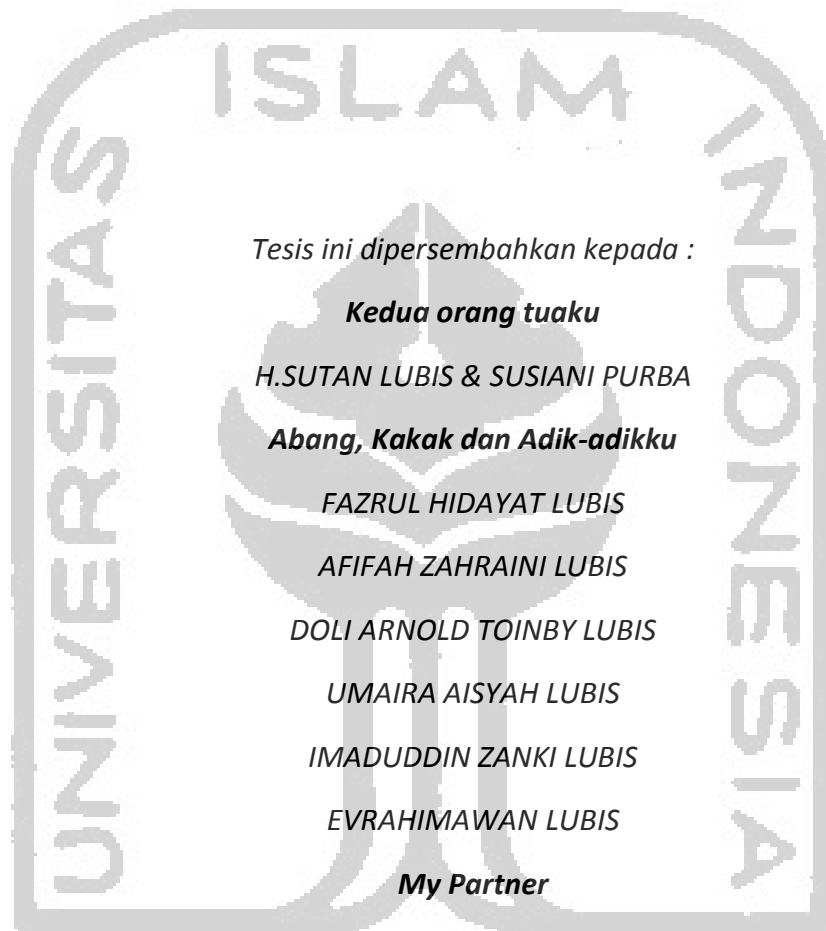 UNIVERSITAS
ISLAM
INDONESIA
Tesis ini dipersembahkan kepada :
Kedua orang tuaku
H.SUTAN LUBIS & SUSIANI PURBA
Abang, Kakak dan Adik-adikku
FAZRUL HIDAYAT LUBIS
AFIFAH ZAHRAINI LUBIS
DOLI ARNOLD TOINBY LUBIS
UMAIRA AISYAH LUBIS
IMADUDDIN ZANKI LUBIS
EVRAHIMAWAN LUBIS
My Partner